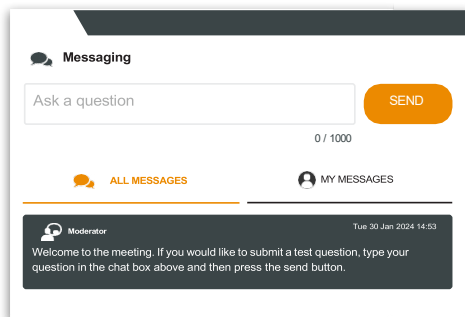 Messaging
Ask a question
SEND
0 / 1000
ALL MESSAGES
MY MESSAGES
Moderator
Tue 30 Jan 2024 14:53
Welcome to the meeting. If you would like to submit a test question, type your
question in the chat box above and then press the send button.